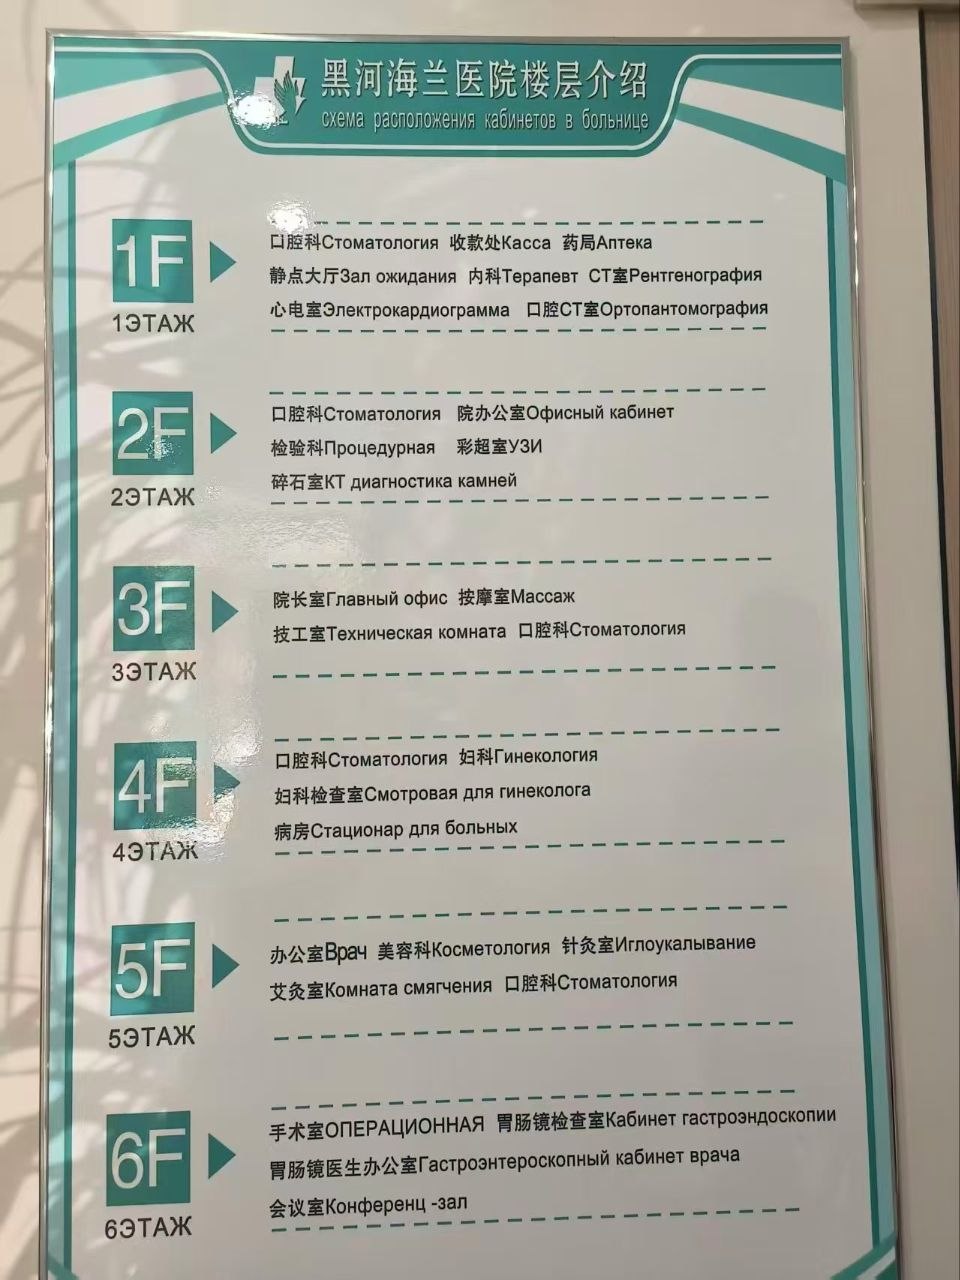 黑河海兰医院楼层介绍
схема расположения кабинетов в больнице
1F
1ЭТАЖ
口腔科Стоматология 收款处Касса 药局Аптека
静点大厅Зал ожидания 内科Терапевт CT室Рентгенография
心电室Электрокардиограмма 口腔CT室Ортопантомография
2F
2ЭТАЖ
口腔科Стоматология 院办公室Офисный кабинет
检验科Процедурная 彩超室УЗИ
碎石室КТ диагностика камней
3F
3ЭТАЖ
院长室Главный офис 按摩室Массаж
技工室Техническая комната 口腔科Стоматология
4F
4ЭТАЖ
口腔科Стоматология 妇科Гинекология
妇科检查室Смотровая для гинеколога
病房Стационар для больных
5F
5ЭТАЖ
办公室Врач 美容科Косметология 针灸室Иглоукалывание
艾灸室Комната смягчения 口腔科Стоматология
6F
6ЭТАЖ
手术室ОПЕРАЦИОННАЯ 胃肠镜检查室Кабинет гастроэндоскопии
胃肠镜医生办公室Гастроэнтероскопный кабинет врача
会议室Конференц -зал